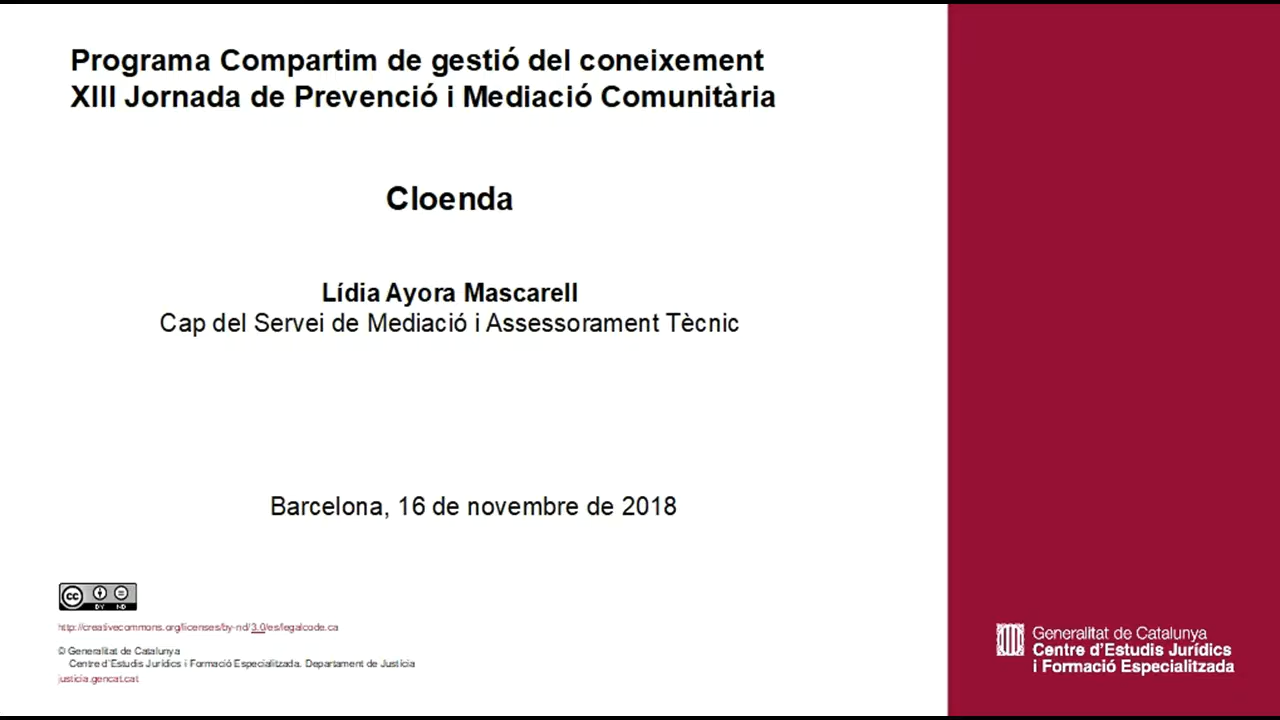 Programa Compartim de gestió del coneixement
XIII Jornada de Prevenció i Mediació Comunitària
Cloenda
Lídia Ayora Mascarell
Cap del Servei de Mediació i Assessorament Tècnic
Barcelona, 16 de novembre de 2018
cc
BY ND
http://creativecommons.org/licenses/by-nd/3.0/es/legalcode.ca
© Generalitat de Catalunya
Centre d'Estudis Jurídics i Formació Especialitzada. Departament de Justícia
justicia.gencat.cat
Generalitat de Catalunya
Centre d'Estudis Jurídics
i Formació Especialitzada